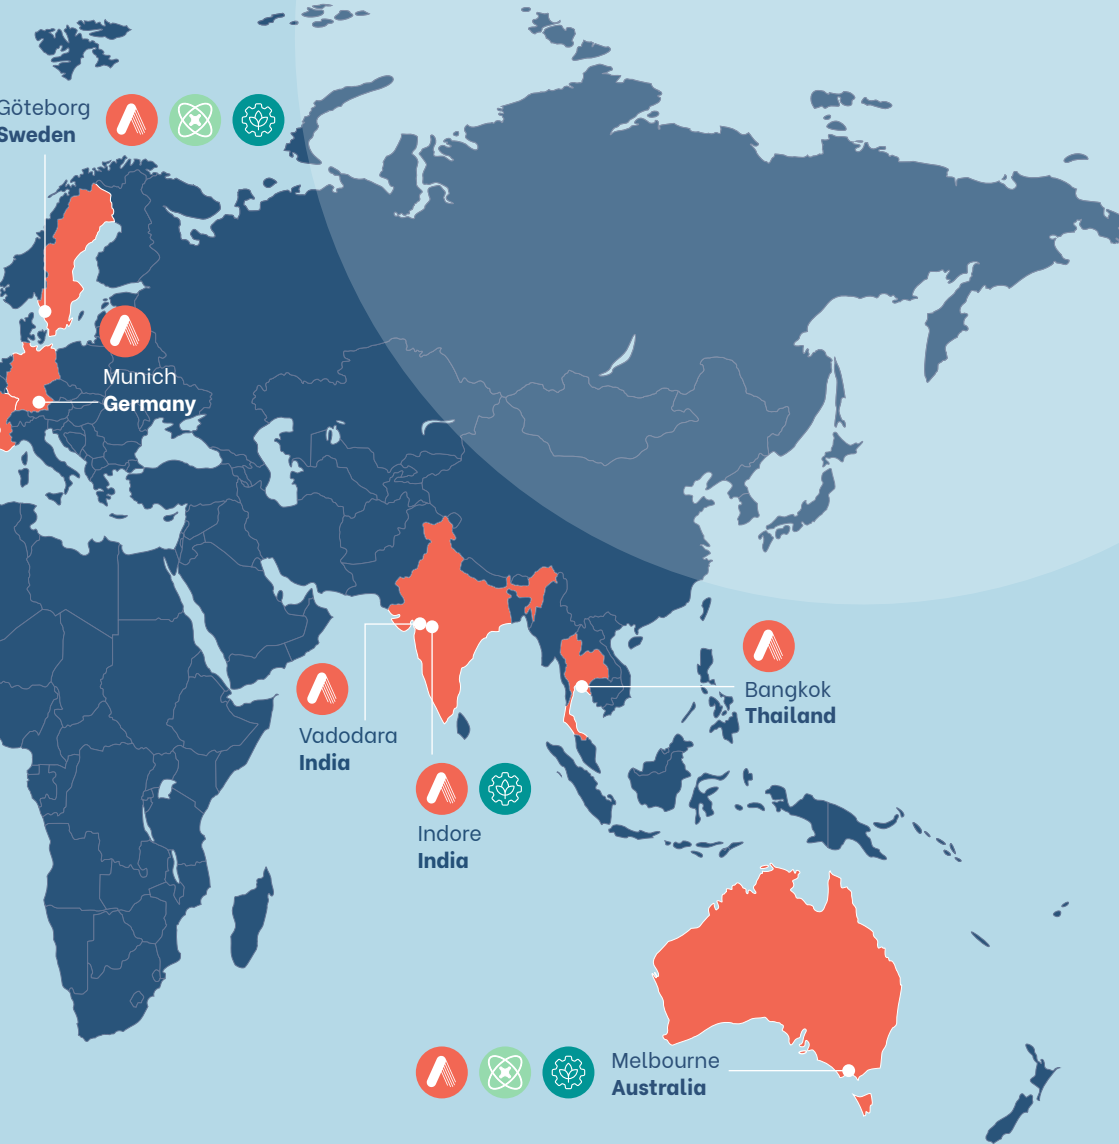 Göteborg
Sweden
Munich
Germany
Bangkok
Thailand
Vadodara
India
Indore
India
Melbourne
Australia